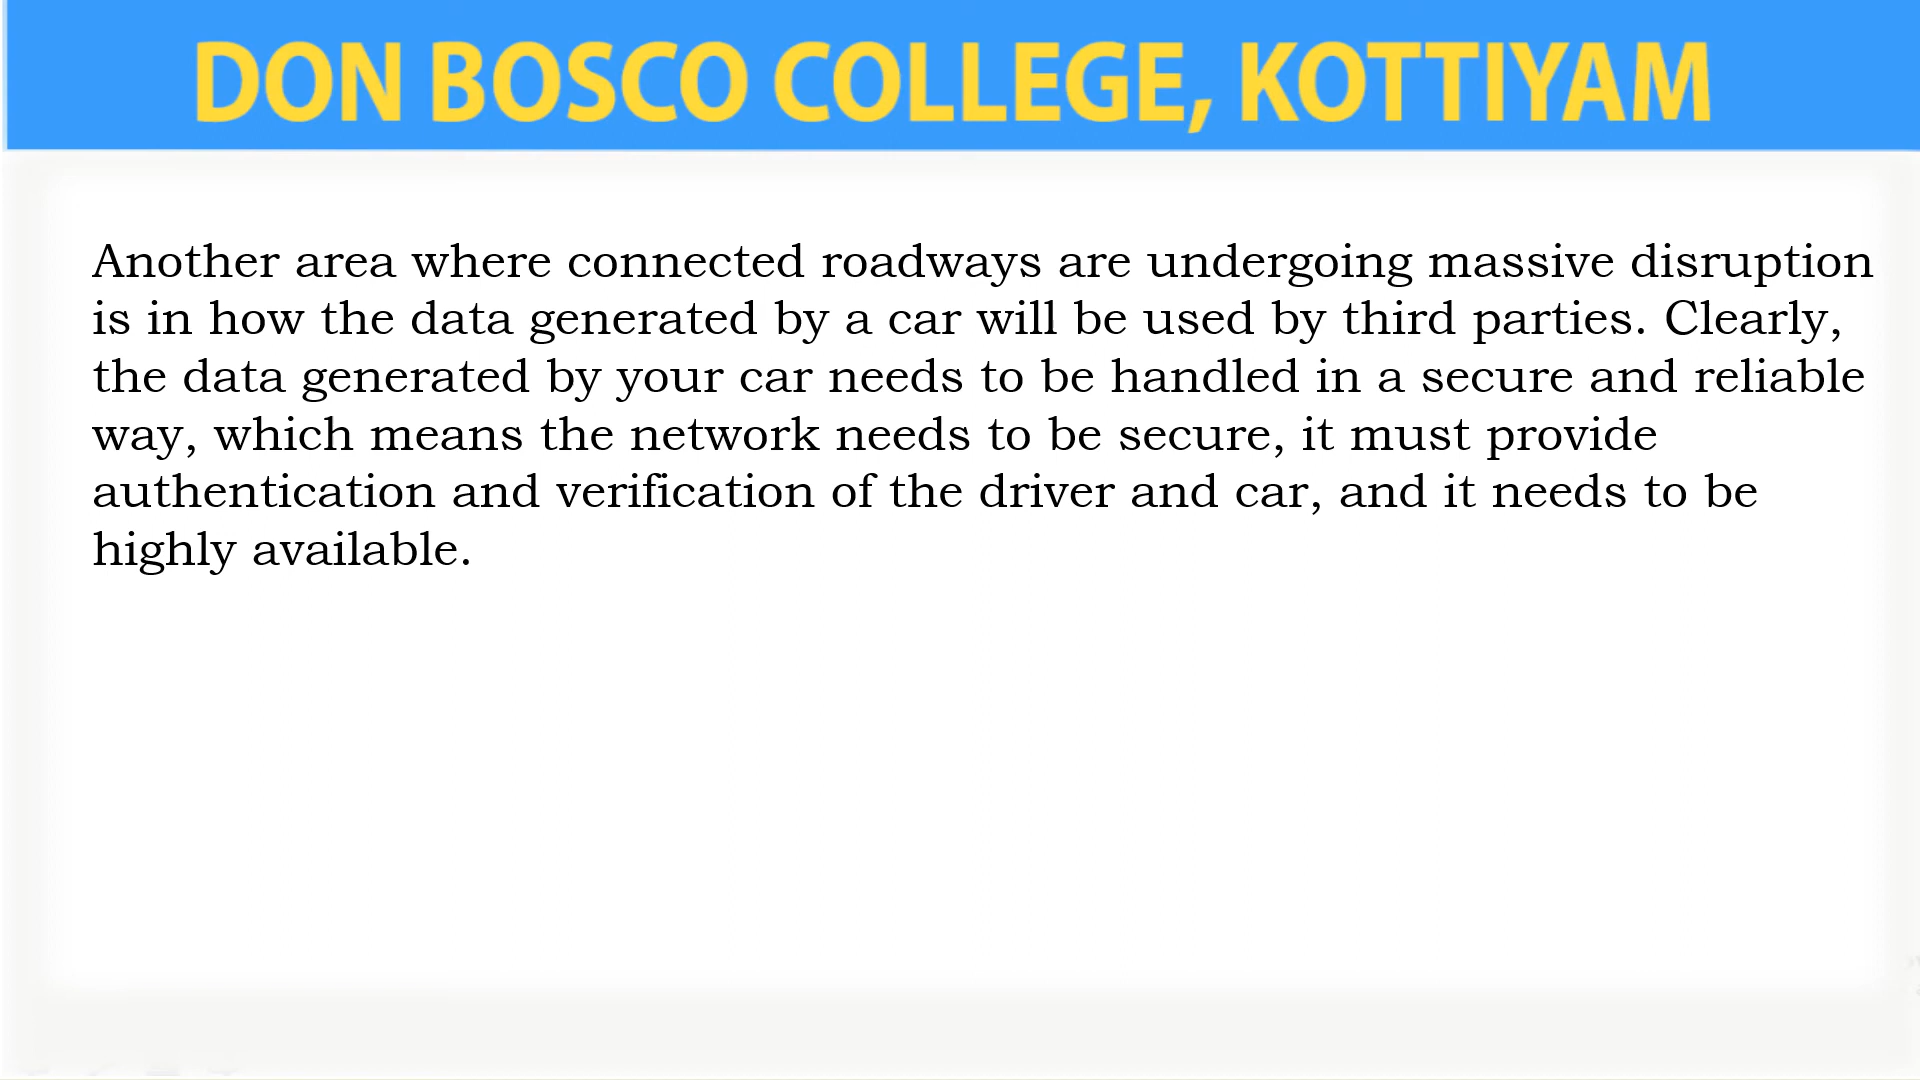 DON BOSCO COLLEGE, KOTTIYAM
Another area where connected roadways are undergoing massive disruption
is in how the data generated by a car will be used by third parties. Clearly,
the data generated by your car needs to be handled in a secure and reliable
way, which means the network needs to be secure, it must provide
authentication and verification of the driver and car, and it needs to be
highly available.